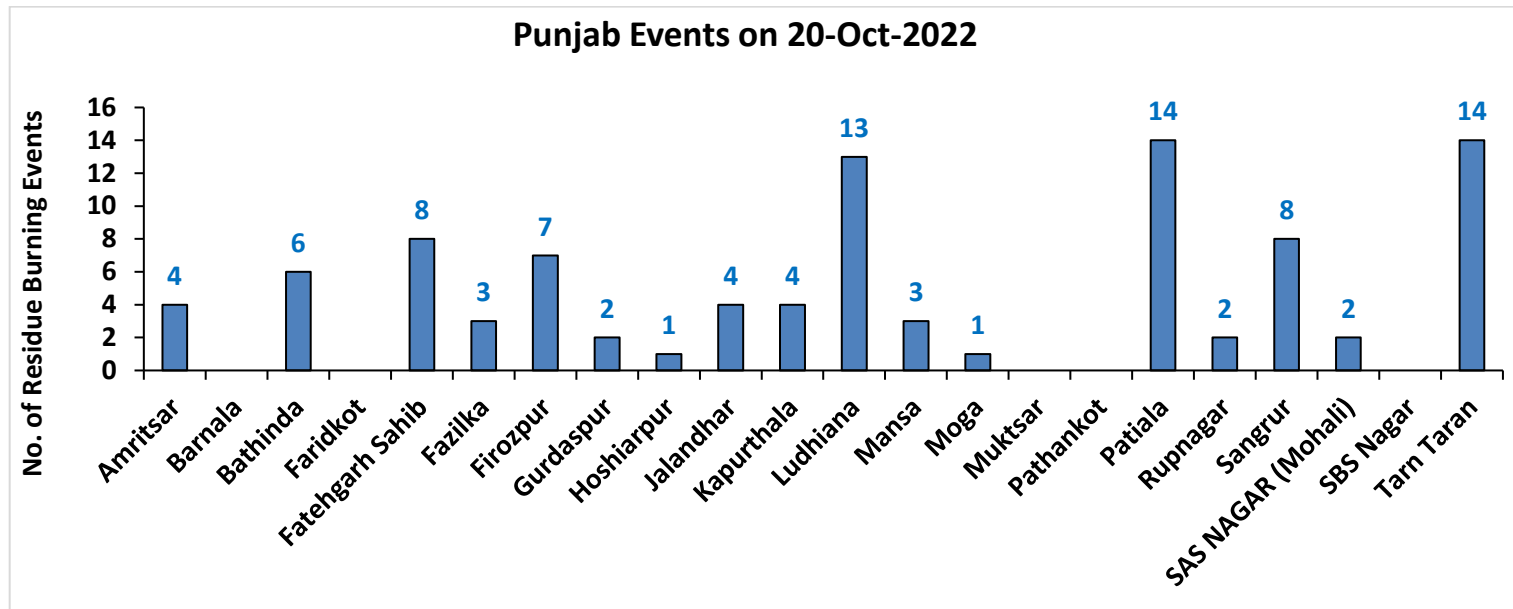 Punjab Events on 20-Oct-2022
No. of Residue Burning Events
16
14
12
10
8
6
4
2
0
4
6
8
3
7
2
1
4
4
13
3
1
14
2
8
2
14
Amritsar
Barnala
Bathinda
Faridkot
Fatehgarh Sahib
Fazilka
Firozpur
Gurdaspur
Hoshiarpur
Jalandhar
Kapurthala
Ludhiana
Mansa
Moga
Muktsar
Pathankot
Patiala
Rupnagar
Sangrur
SAS NAGAR (Mohali)
SBS Nagar
Tarn Taran